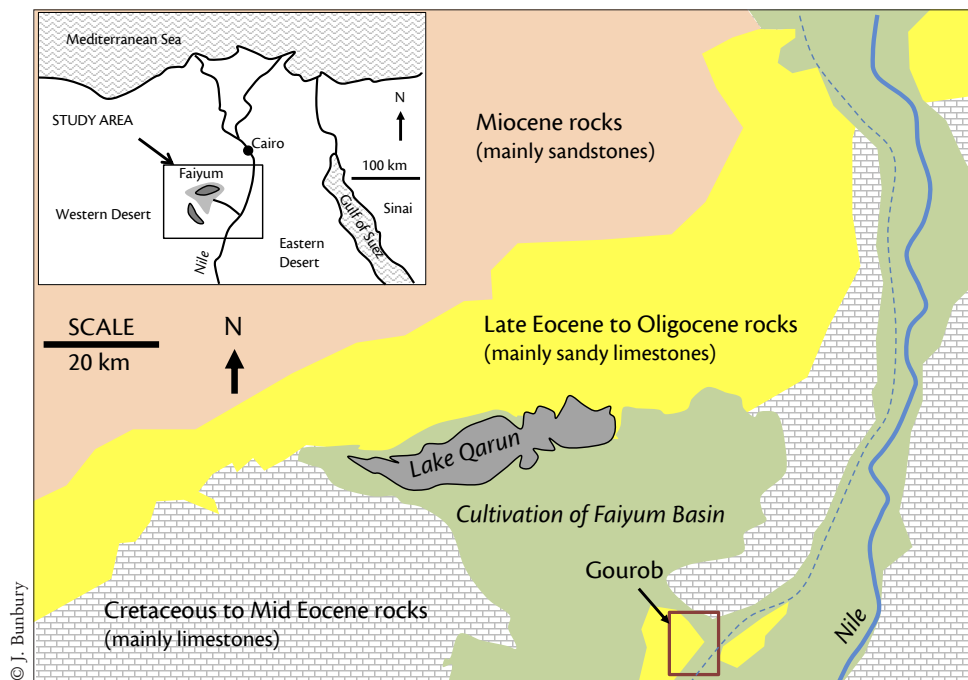 Mediterranean Sea
N
STUDY AREA
Cairo
Faiyum
100 km
Western Desert
Sinai
Gulf of Suez
Nile
Eastern
Desert
Miocene rocks
(mainly sandstones)
SCALE
20 km
N
Late Eocene to Oligocene rocks
(mainly sandy limestones)
Lake Qarun
Cultivation of Faiyum Basin
Gourob
Cretaceous to Mid Eocene rocks
(mainly limestones)
Nile
© J. Bunbury